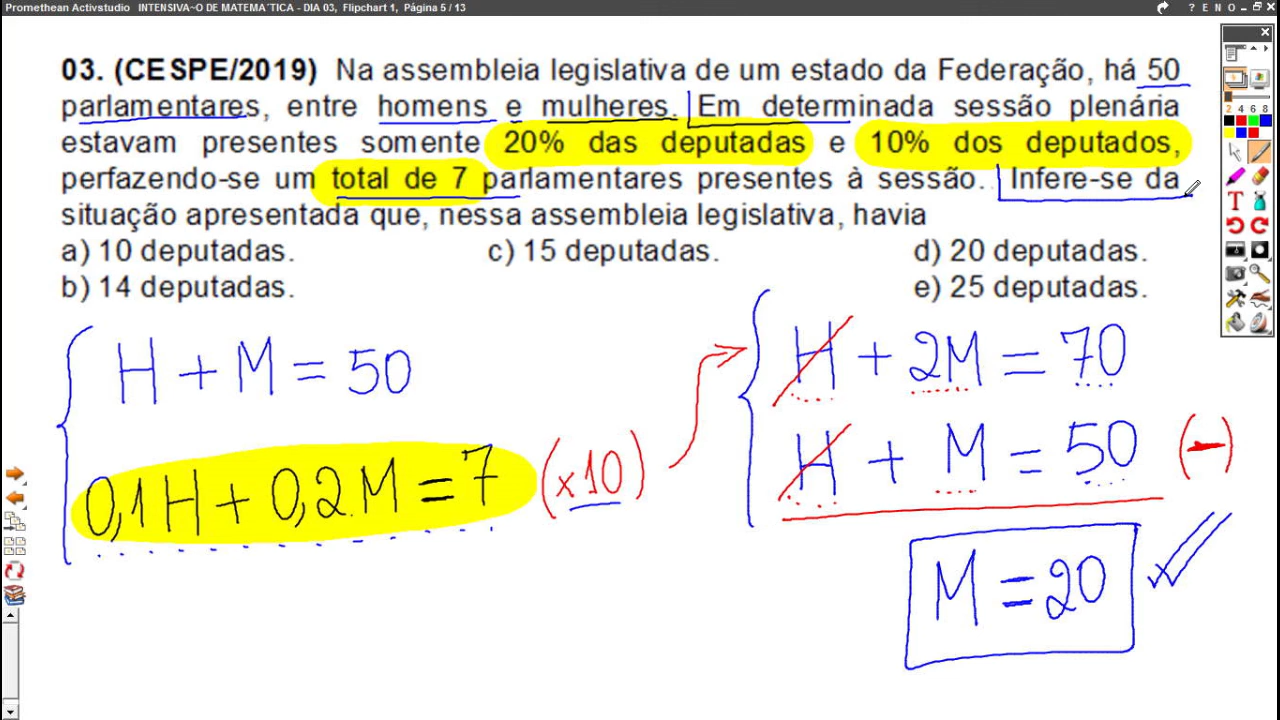 Promethean Activstudio INTENSIVA~O DE MATEMA´TICA - DIA 03, Flipchart 1, Página 5 / 13
? E N O
03. (CESPE/2019) Na assembleia legislativa de um estado da Federação, há 50
parlamentares, entre homens e mulheres. Em determinada sessão plenária
estavam presentes somente 20% das deputadas e 10% dos deputados,
perfazendo-se um total de 7 parlamentares presentes à sessão. Infere-se da
situação apresentada que, nessa assembleia legislativa, havia
a) 10 deputadas. c) 15 deputadas. d) 20 deputadas.
b) 14 deputadas. e) 25 deputadas.
H + M = 50
0,1H + 0,2M = 7 (x10)
H + 2M = 70
H + M = 50 (-)
M = 20
2 4 6 8
T